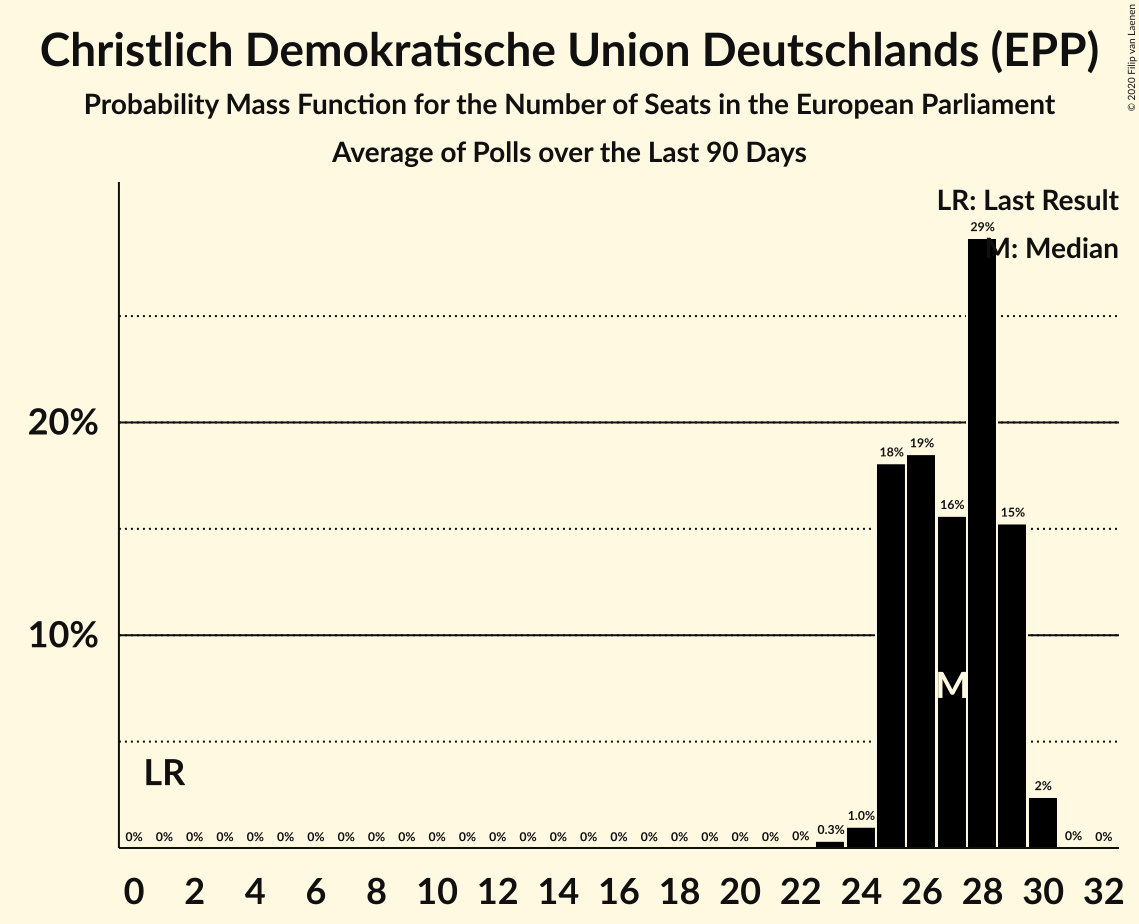 Christlich Demokratische Union Deutschlands (EPP)
Probability Mass Function for the Number of Seats in the European Parliament
Average of Polls over the Last 90 Days
© 2020 Filip van Laenen
LR: Last Result
M: Median
29%
20%
18% 19% 16% 15%
10%
M
LR
0% 0% 0% 0% 0% 0% 0% 0% 0% 0% 0% 0% 0% 0% 0% 0% 0% 0% 0% 0% 0% 0% 0% 0.3% 1.0% 2% 0% 0%
0 2 4 6 8 10 12 14 16 18 20 22 24 26 28 30 32